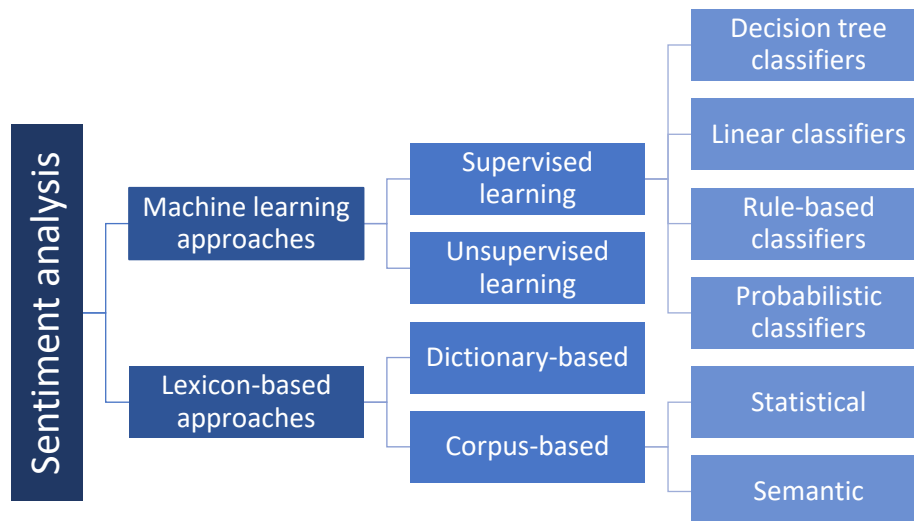 Sentiment analysis
Machine learning
approaches
Lexicon-based
approaches
Supervised
learning
Unsupervised
learning
Dictionary-based
Corpus-based
Decision tree
classifiers
Linear classifiers
Rule-based
classifiers
Probabilistic
classifiers
Statistical
Semantic